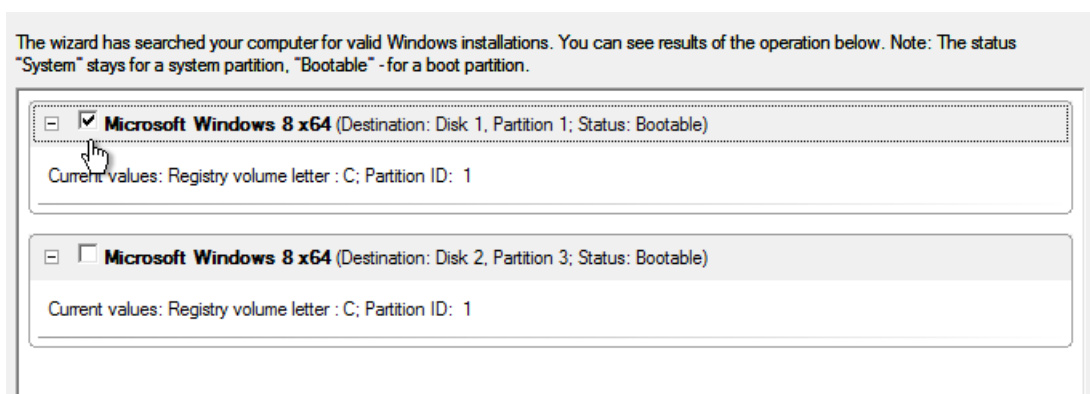 The wizard has searched your computer for valid Windows installations. You can see results of the operation below. Note: The status
"System" stays for a system partition, "Bootable" - for a boot partition.
Microsoft Windows 8 x64 (Destination: Disk 1, Partition 1; Status: Bootable)
Current values: Registry volume letter : C; Partition ID: 1
Microsoft Windows 8 x64 (Destination: Disk 2, Partition 3; Status: Bootable)
Current values: Registry volume letter : C; Partition ID: 1